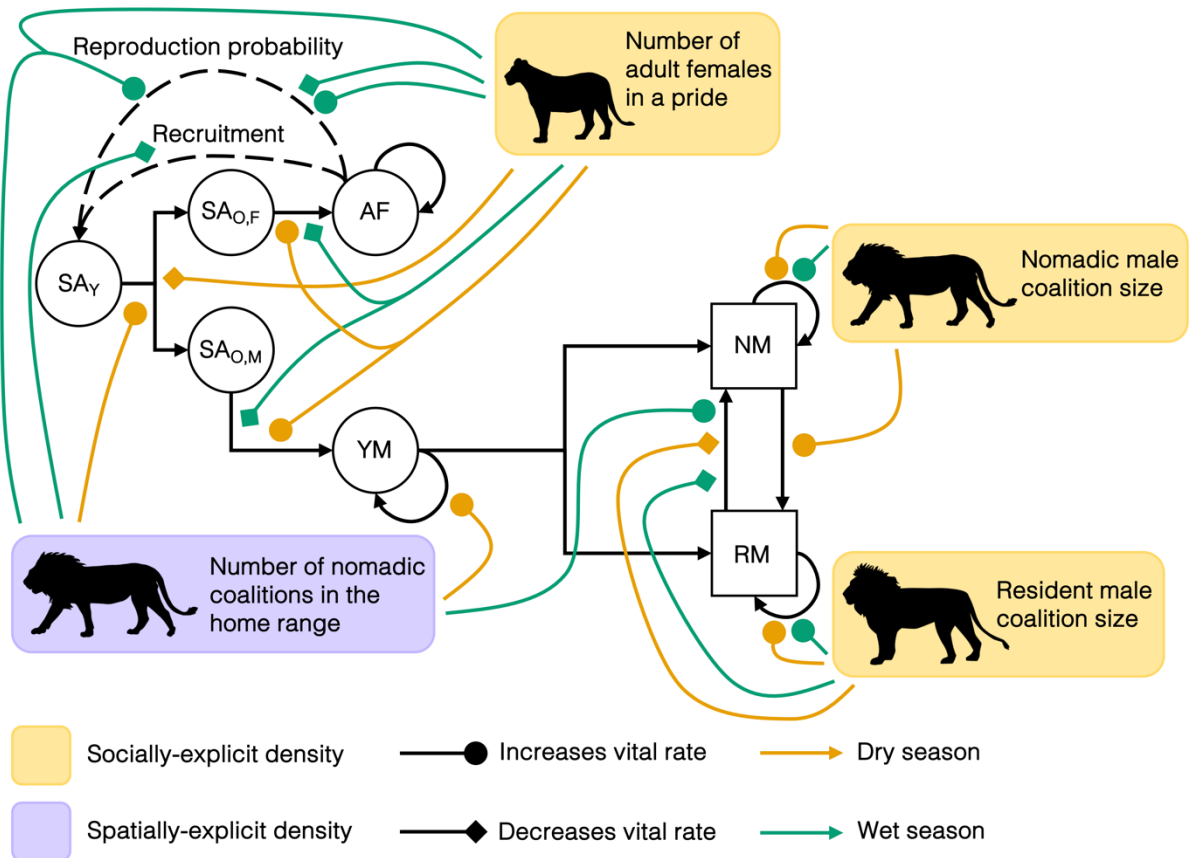 Reproduction probability
Recruitment
Number of
adult females
in a pride
SAO,F
AF
SAY
SAO,M
YM
NM
RM
Nomadic male
coalition size
Number of nomadic
coalitions in the
home range
Resident male
coalition size
Socially-explicit density
Increases vital rate
Dry season
Spatially-explicit density
Decreases vital rate
Wet season